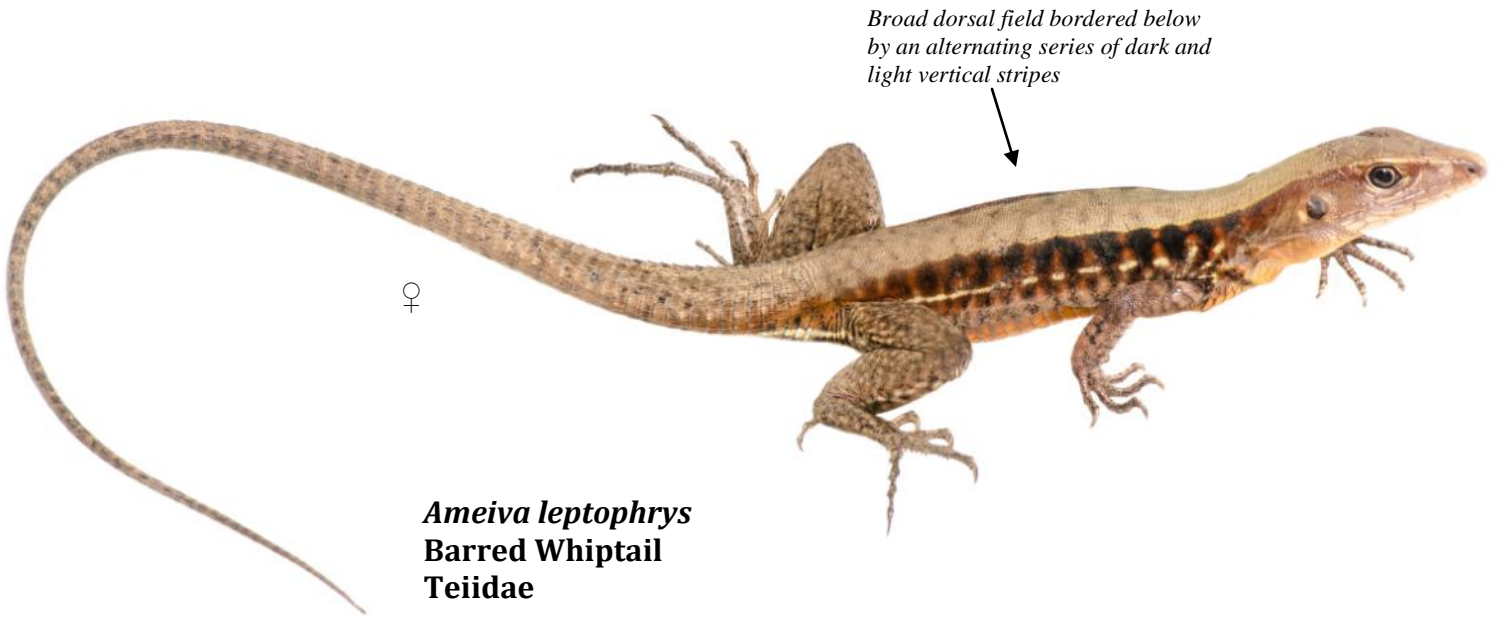 Broad dorsal field bordered below
by an alternating series of dark and
light vertical stripes
♀
Ameiva leptophrys
Barred Whiptail
Teiidae